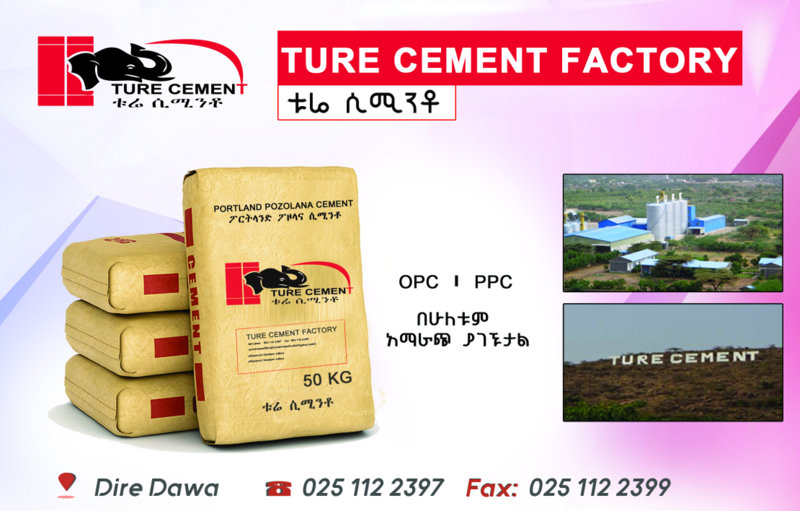 TURE CEMENT
ቱሬ ሲሚንቶ
TURE CEMENT FACTORY
ቱሬ ሲሚንቶ
PORTLAND POZOLANA CEMENT
ፖርትላንድ ፖዞላና ሲሚንቶ
CEMENT
TURE CEMENT
ቱሬ ሲሚንቶ
TURE CEMENT FACTORY
50 KG
ቱሬ ሲሚንቶ
OPC I PPC
በሁለቱም
አማራጭ ያገኙታል
TURE CEMENT
Dire Dawa 025 112 2397 Fax: 025 112 2399